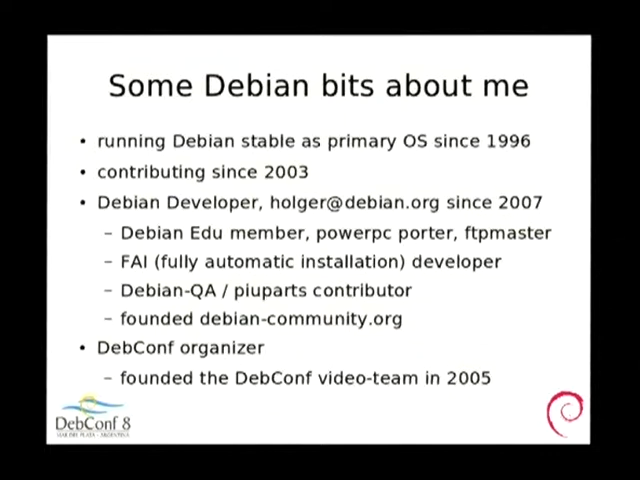 Some Debian bits about me
• running Debian stable as primary OS since 1996
• contributing since 2003
• Debian Developer, holger@debian.org since 2007
– Debian Edu member, powerpc porter, ftpmaster
– FAI (fully automatic installation) developer
– Debian-QA / piuparts contributor
– founded debian-community.org
• DebConf organizer
– founded the DebConf video-team in 2005
DebConf 8
MAR DEL PLATA - ARGENTINA